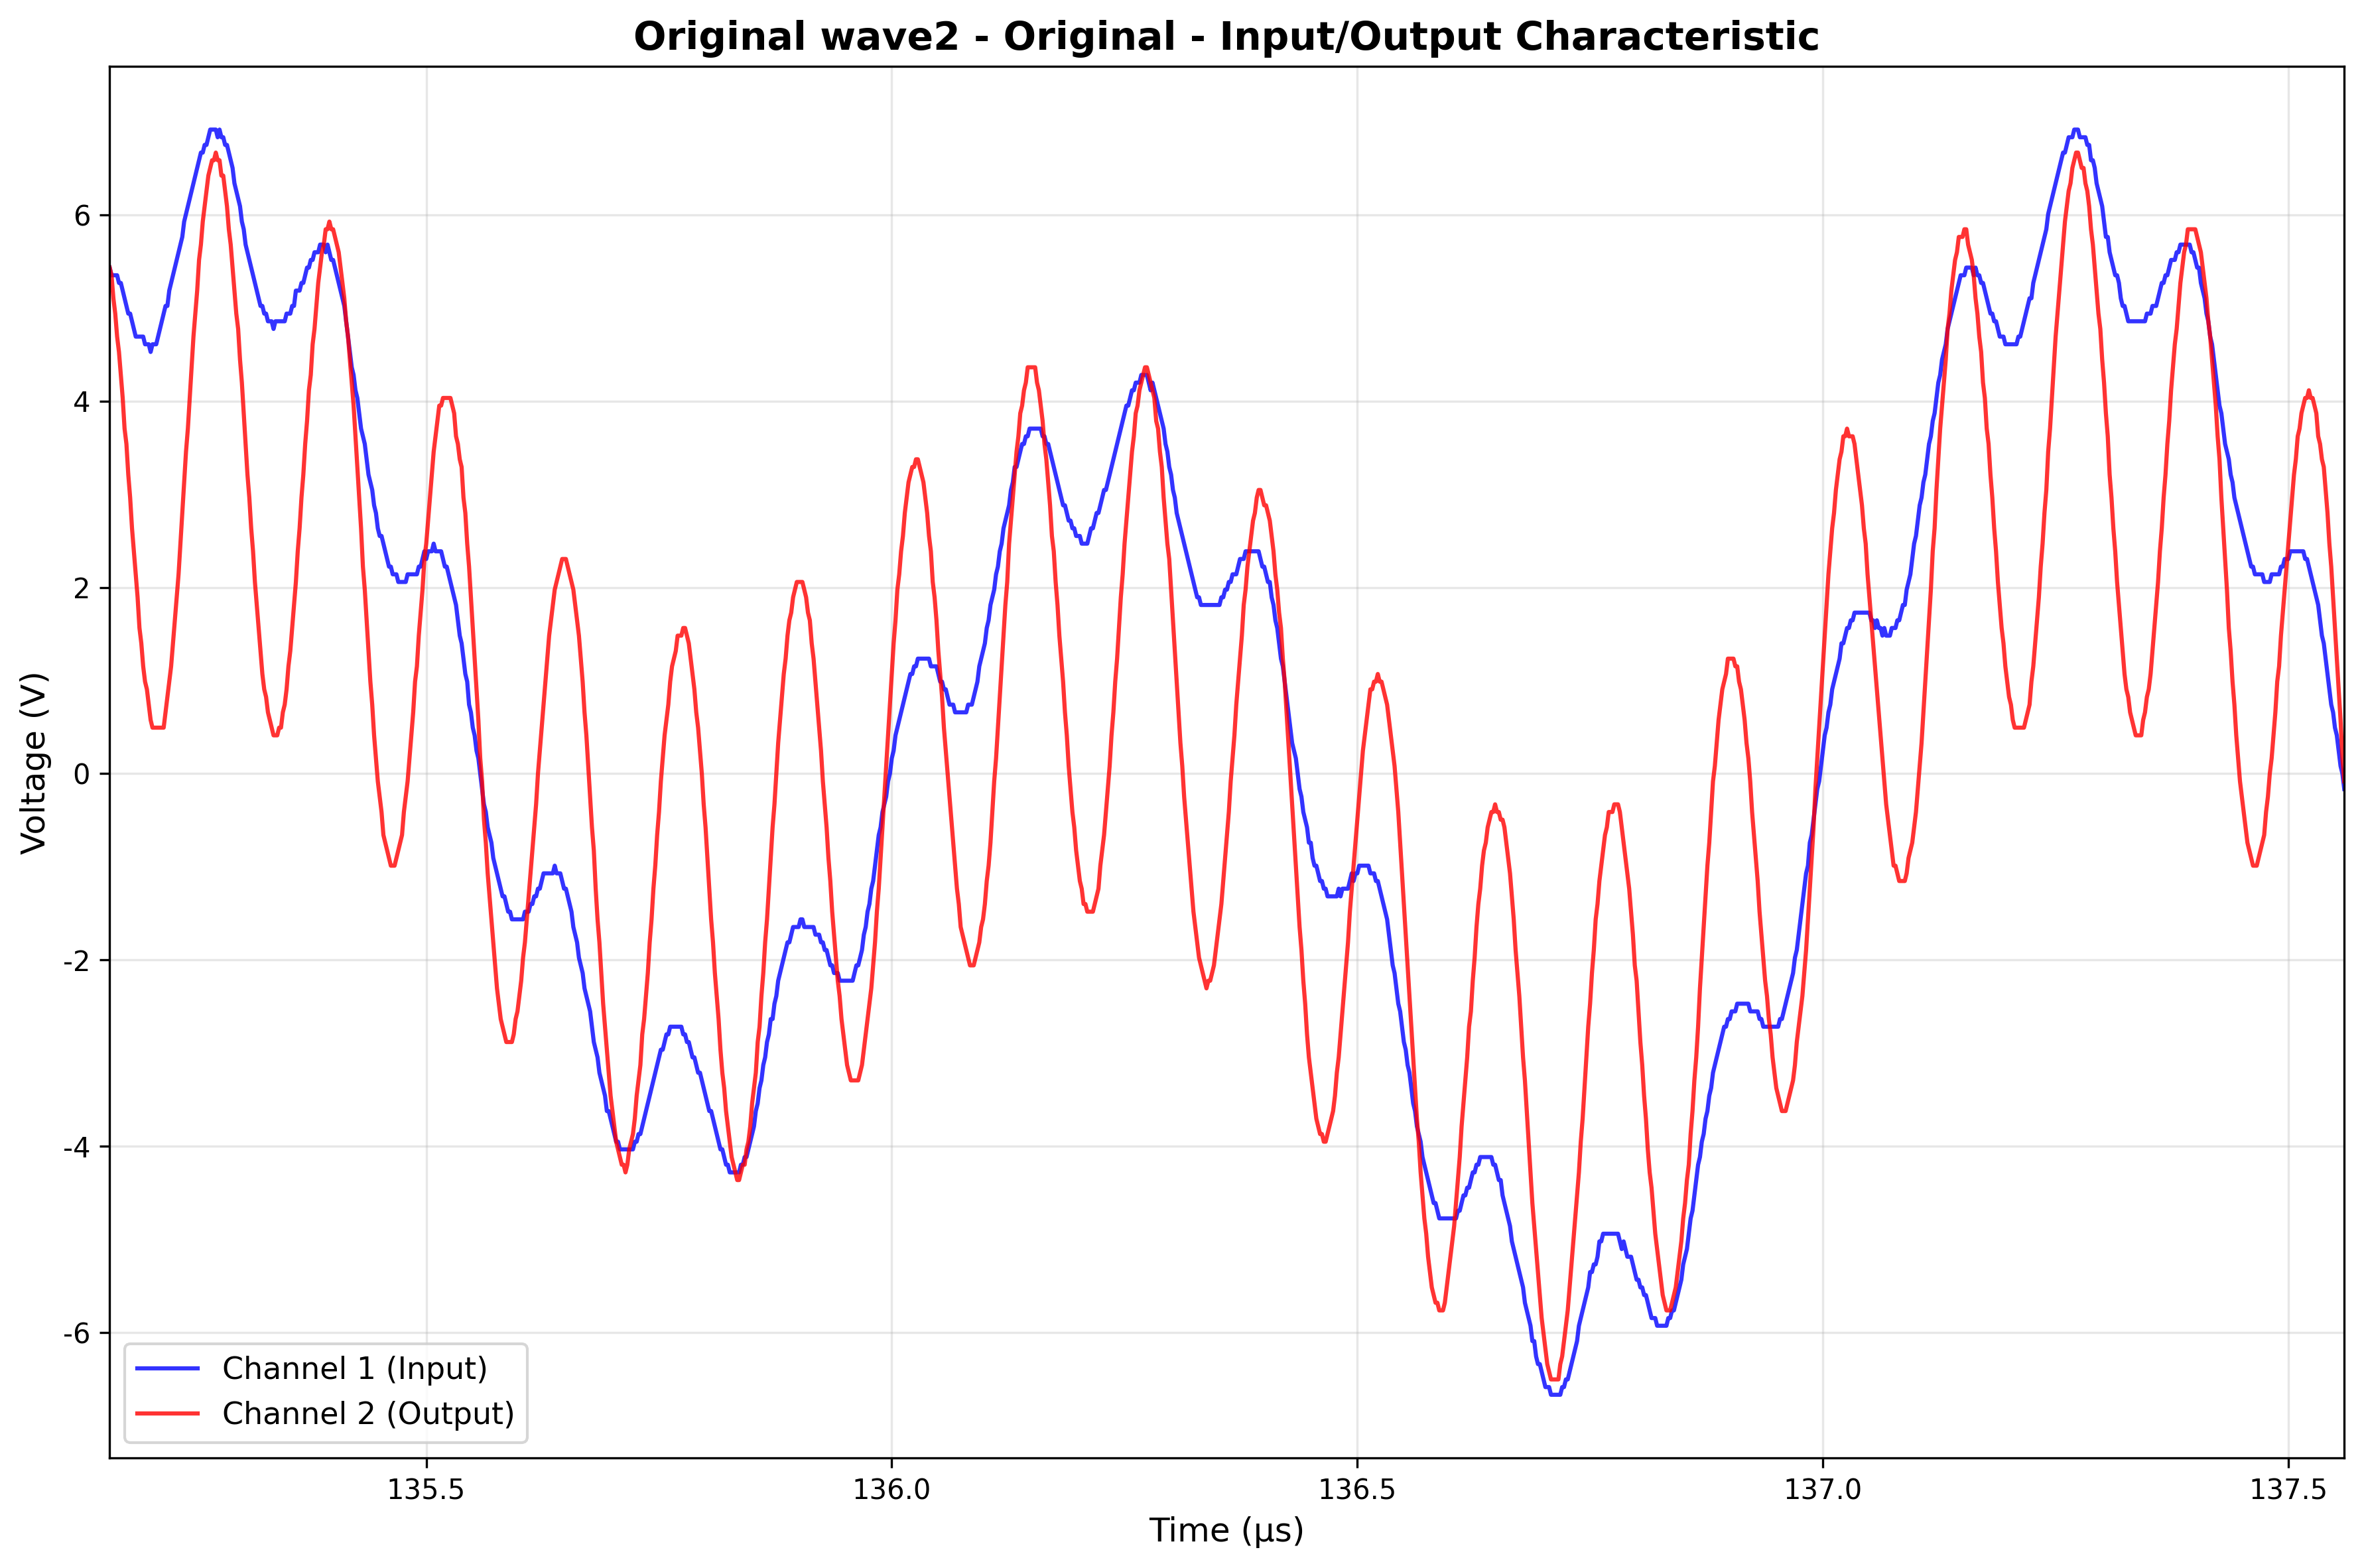 Original wave2 - Original - Input/Output Characteristic
Voltage (V)
6
4
2
0
-2
-4
-6
Channel 1 (Input)
Channel 2 (Output)
135.5 136.0 136.5 137.0 137.5
Time (µs)